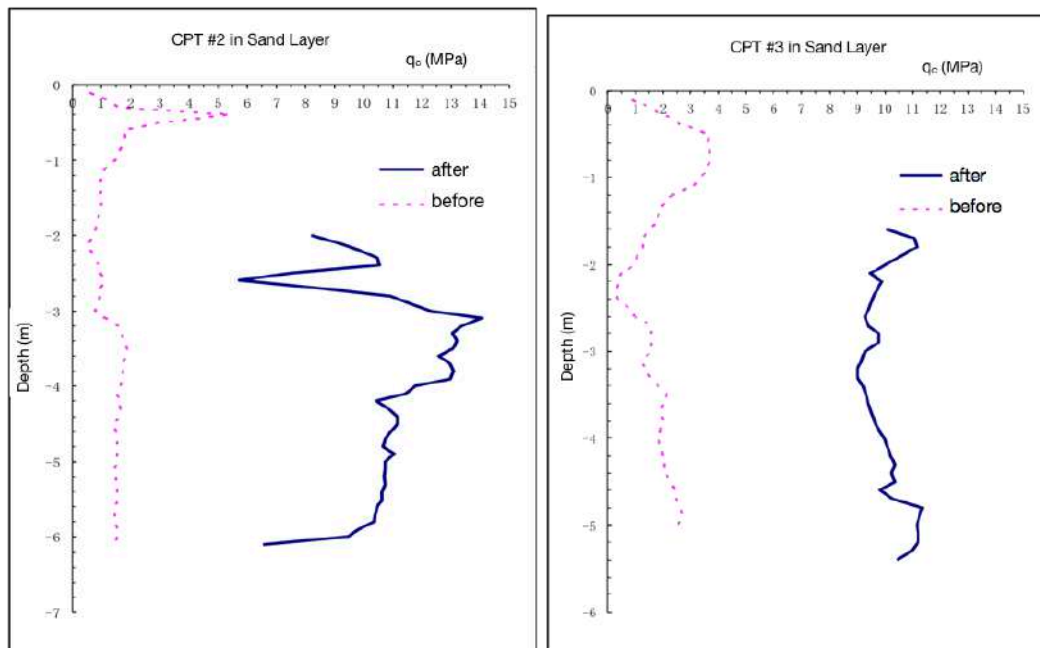 CPT #2 in Sand Layer
qc (MPa)
0 1 2 3 4 5 6 7 8 9 10 11 12 13 14 15
0
-1
-2
-3
-4
-5
-6
-7
Depth (m)
after
before
CPT #3 in Sand Layer
qc (MPa)
0 1 2 3 4 5 6 7 8 9 10 11 12 13 14 15
0
-1
-2
-3
-4
-5
-6
Depth (m)
after
before